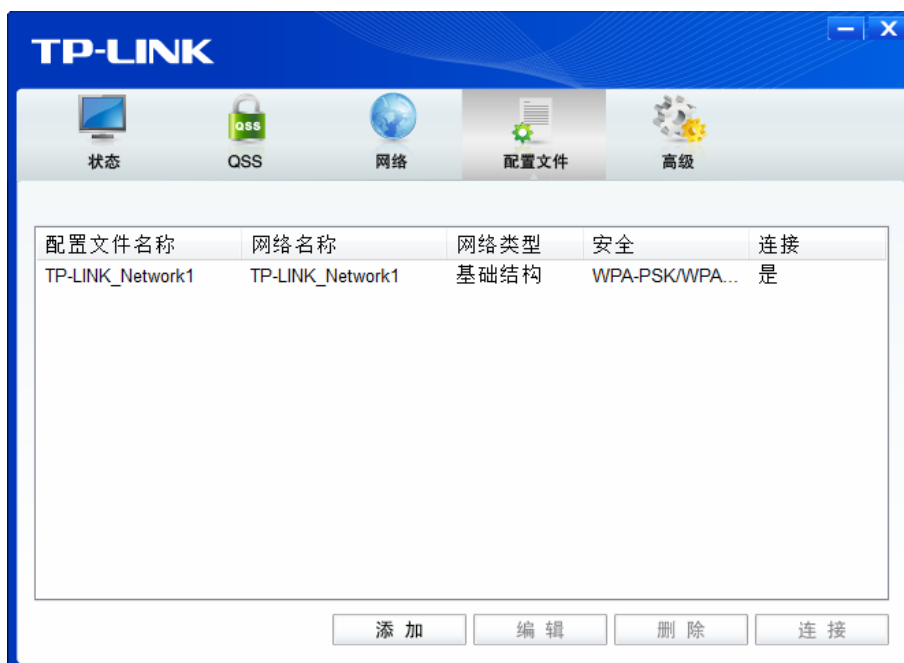 TP-LINK
QSS
状态 QSS 网络 配置文件 高级
配置文件名称 网络名称 网络类型 安全 连接
TP-LINK_Network1 TP-LINK_Network1 基础结构 WPA-PSK/WPA... 是
添加 编辑 删除 连接